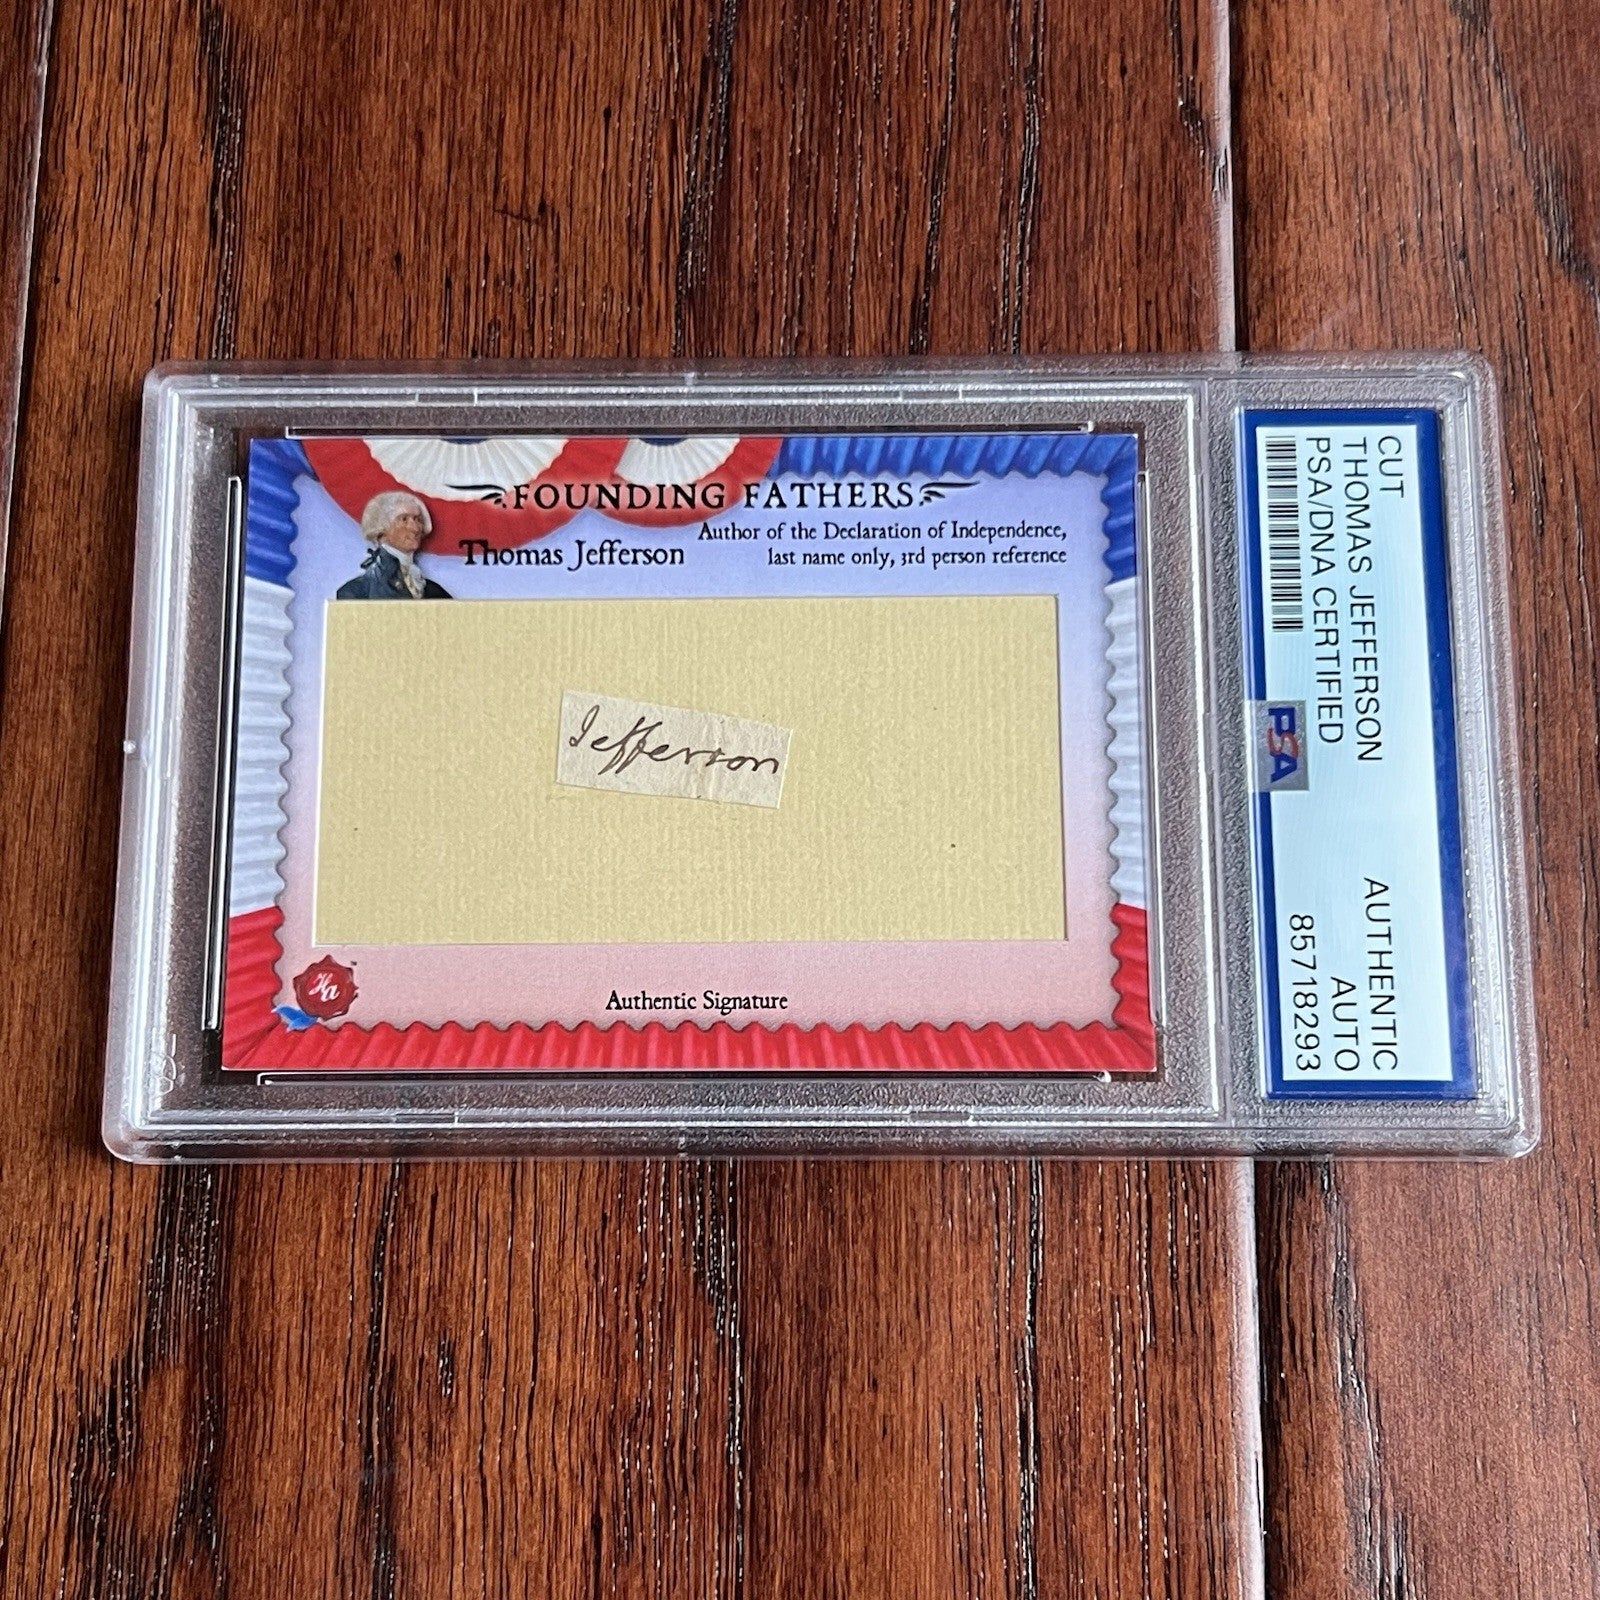 FOUNDING FATHERS
Thomas Jefferson
Author of the Declaration of Independence,
last name only, 3rd person reference
Jefferson
Ha
Authentic Signature
CUT
THOMAS JEFFERSON
PSA/DNA CERTIFIED
PSA
AUTHENTIC
AUTO
85718293